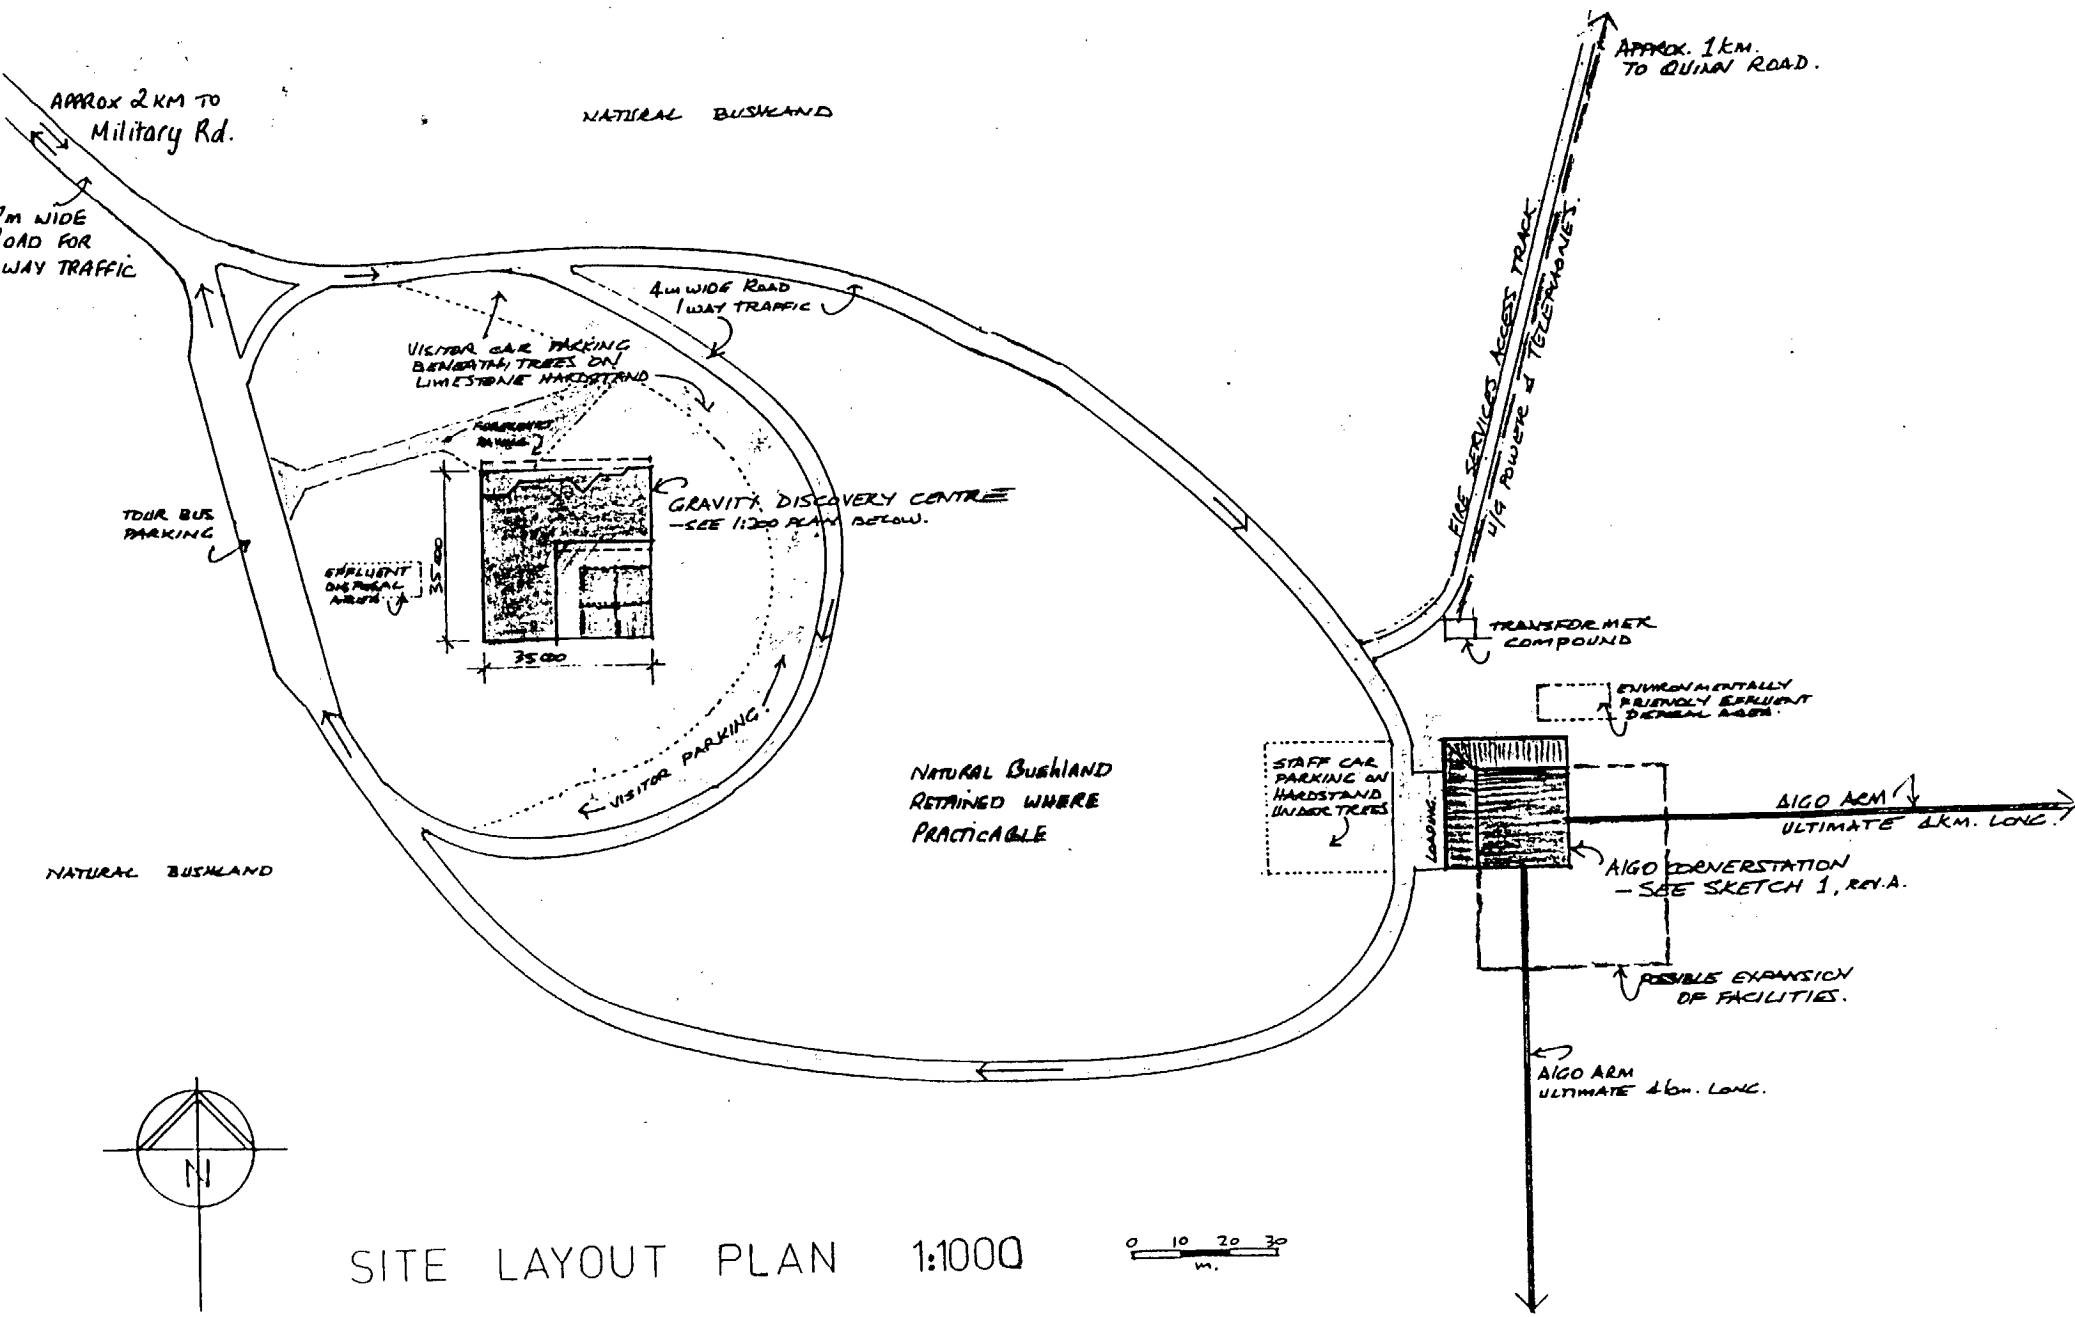 APPROX. 1 KM.
TO QUINN ROAD.
APPROX 2 KM TO
Military Rd.
NATURAL BUSHLAND
M WIDE
OAD FOR
WAY TRAFFIC
4M WIDE ROAD
1 WAY TRAFFIC
VISITOR CAR PARKING
BENEATH TREES ON
LIMESTONE HARDSTAND
FIRE SERVICES ACCESS TRACK.
U/G POWER & TELEPHONES.
FORECOURT
GRAVITY DISCOVERY CENTRE
- SEE 1:200 PLAN BELOW.
TOUR BUS
PARKING
EFFLUENT
DISPOSAL
35000
35000
TRANSFORMER
COMPOUND
ENVIRONMENTALLY
FRIENDLY EFFLUENT
DISPOSAL AREA.
VISITOR PARKING.
NATURAL BUSHLAND
RETAINED WHERE
PRACTICABLE
STAFF CAR
PARKING ON
HARDSTAND
UNDER TREES
LOADING.
AIGO ARM
ULTIMATE 4KM. LONG.
AIGO CORNERSTATION
- SEE SKETCH 1, REV.A.
NATURAL BUSHLAND
POSSIBLE EXPANSION
OF FACILITIES.
AIGO ARM
ULTIMATE 4km. LONG.
N
SITE LAYOUT PLAN 1:1000
0 10 20 30
m.